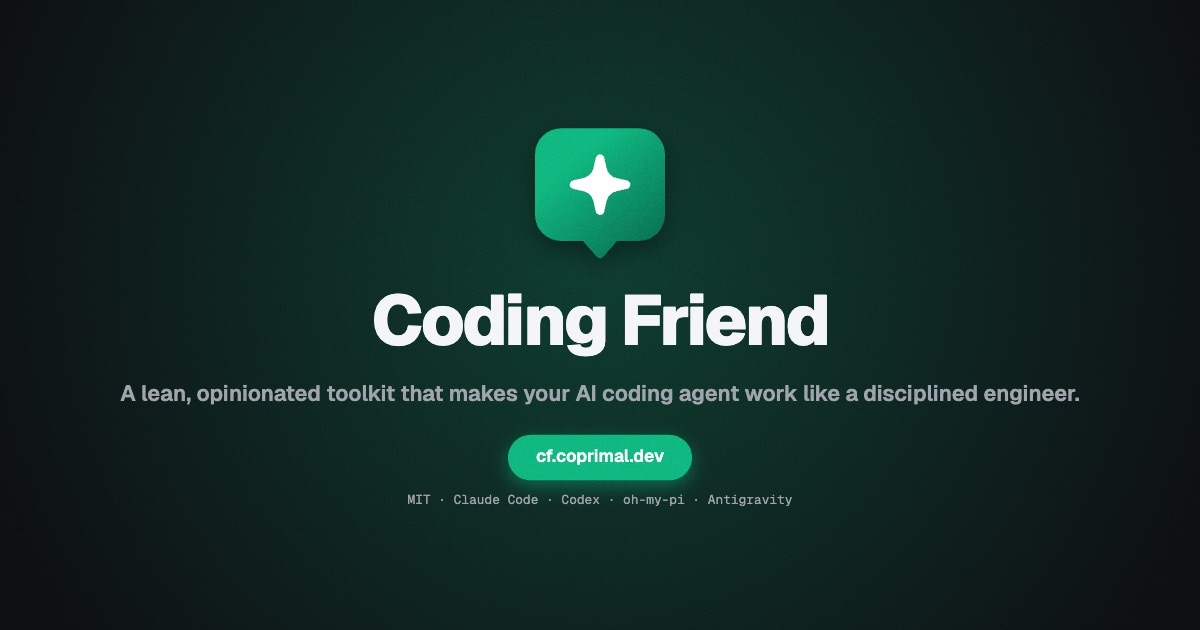 Coding Friend
A lean, opinionated toolkit that makes your AI coding agent work like a disciplined engineer.
cf.coprimal.dev
MIT · Claude Code · Codex · oh-my-pi · Antigravity